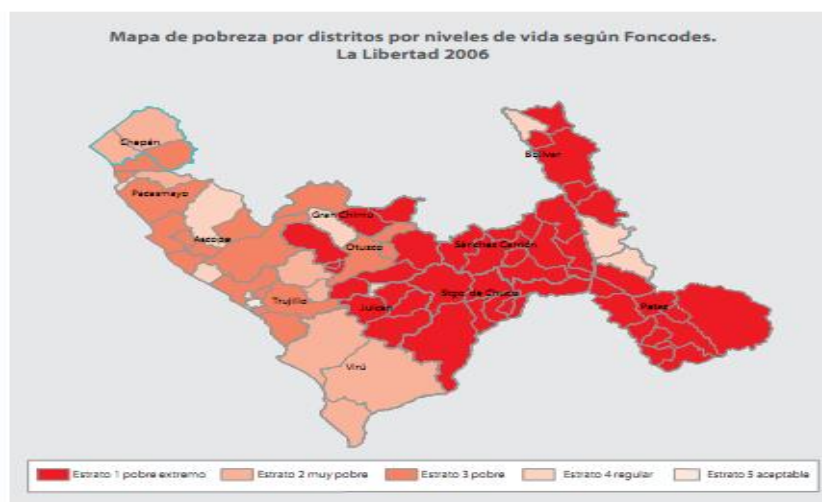 Mapa de pobreza por distritos por niveles de vida según Foncodes.
La Libertad 2006
Chepén
Bolívar
Pacasmayo
Gran Chimú
Ascope
Otuzco
Sánchez Carrión
Trujillo
Julcán
Stgo. de Chuco
Pataz
Virú
Estrato 1 pobre extremo
Estrato 2 muy pobre
Estrato 3 pobre
Estrato 4 regular
Estrato 5 aceptable